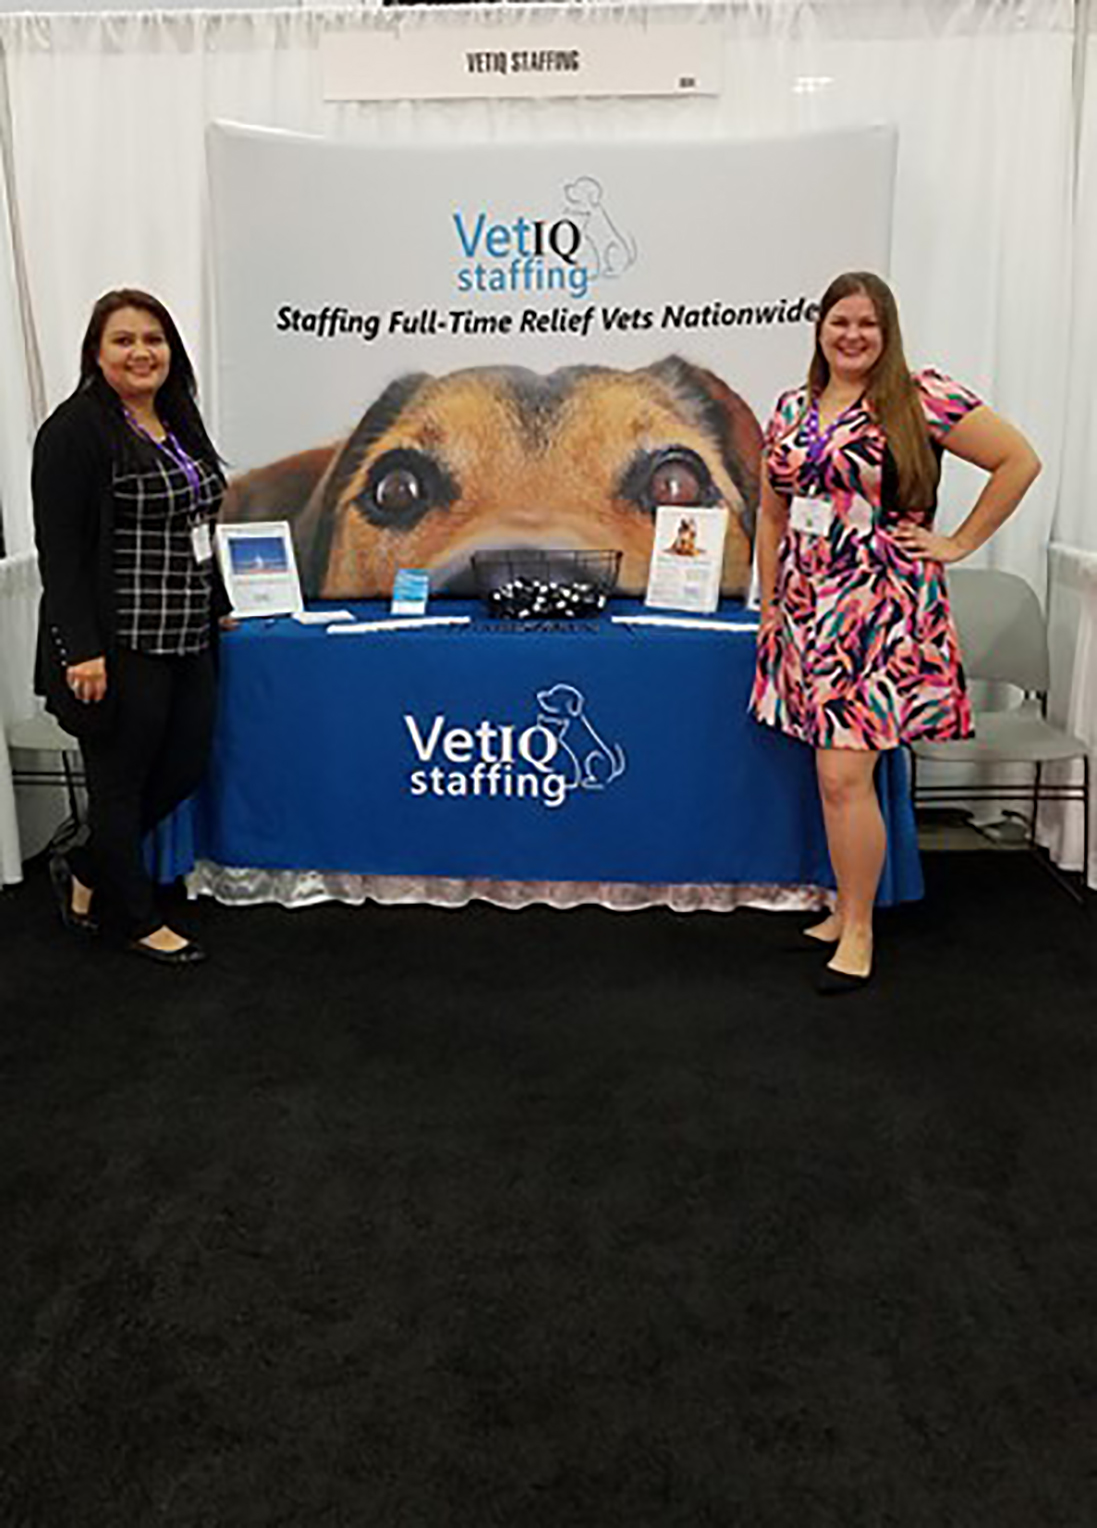 VETIQ STAFFING
VetIQ
staffing
Staffing Full-Time Relief Vets Nationwide
VetIQ
staffing